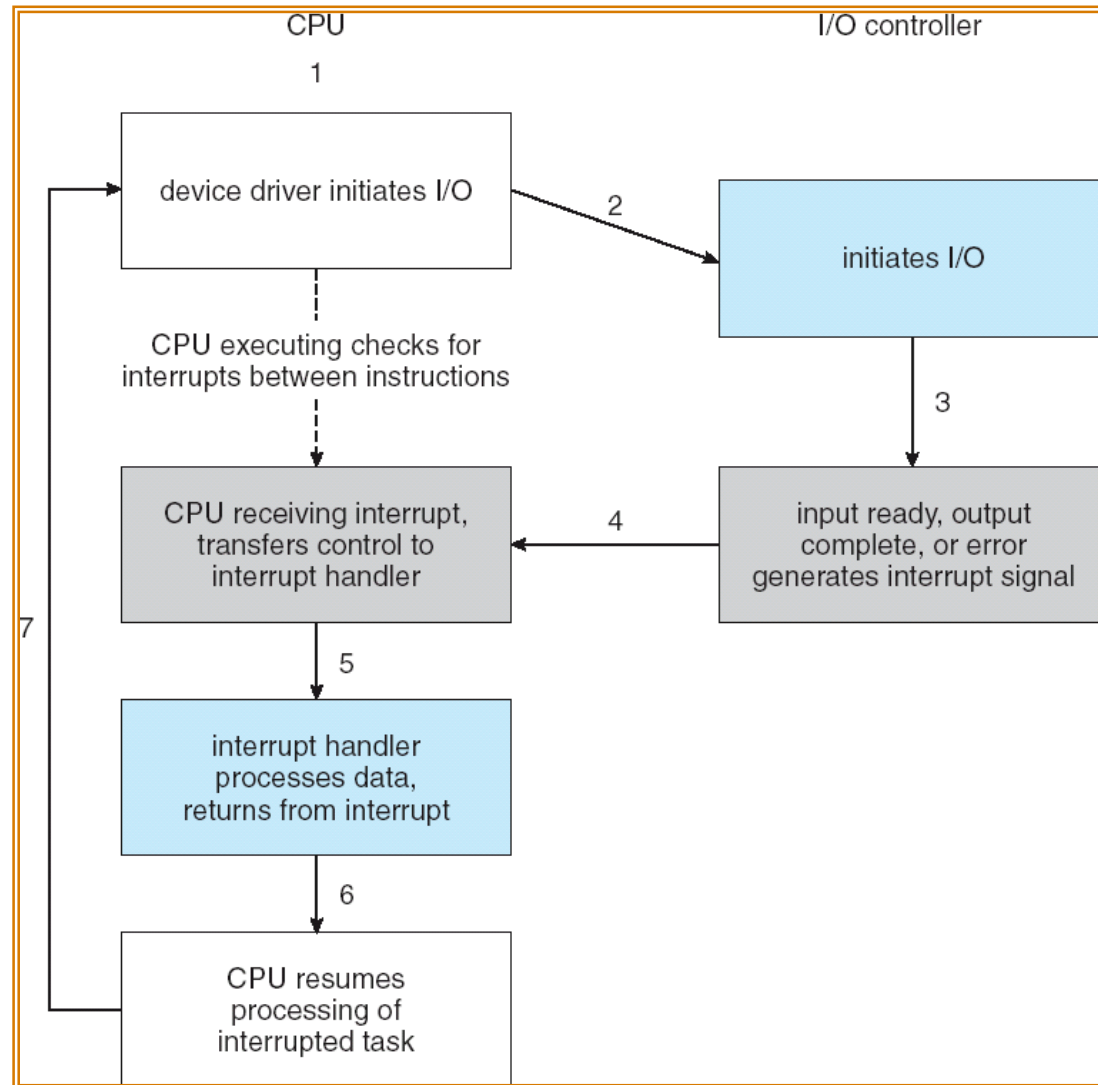 CPU
I/O controller
1
device driver initiates I/O
2
initiates I/O
CPU executing checks for
interrupts between instructions
3
CPU receiving interrupt,
transfers control to
interrupt handler
4
input ready, output
complete, or error
generates interrupt signal
7
5
interrupt handler
processes data,
returns from interrupt
6
CPU resumes
processing of
interrupted task